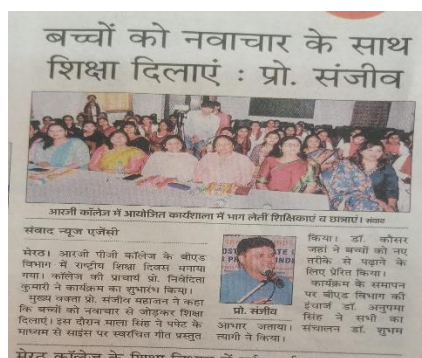 बच्चों को नवाचार के साथ
शिक्षा दिलाएं : प्रो. संजीव
आरजी कॉलेज में आयोजित कार्यशाला में भाग लेती शिक्षिकाएं व छात्राएं। संवाद
संवाद न्यूज एजेंसी
मेरठ। आरजी पीजी कॉलेज के बीएड
विभाग में राष्ट्रीय शिक्षा दिवस मनाया
गया। कॉलेज की प्राचार्य प्रो. निवेदिता
कुमारी ने कार्यक्रम का शुभारंभ किया।
मुख्य वक्ता प्रो. संजीव महाजन ने कहा
कि बच्चों को नवाचार से जोड़कर शिक्षा
दिलाएं। इस दौरान माला सिंह ने पपेट के
माध्यम से साइंस पर स्वरचित गीत प्रस्तुत
प्रो. संजीव
किया। डॉ. कौसर
जहां ने बच्चों को नए
तरीके से पढ़ाने के
लिए प्रेरित किया।
कार्यक्रम के समापन
पर बीएड विभाग की
इंचार्ज डॉ. अनुपमा
सिंह ने सभी का
आभार जताया। संचालन डॉ. शुभम
त्यागी ने किया।